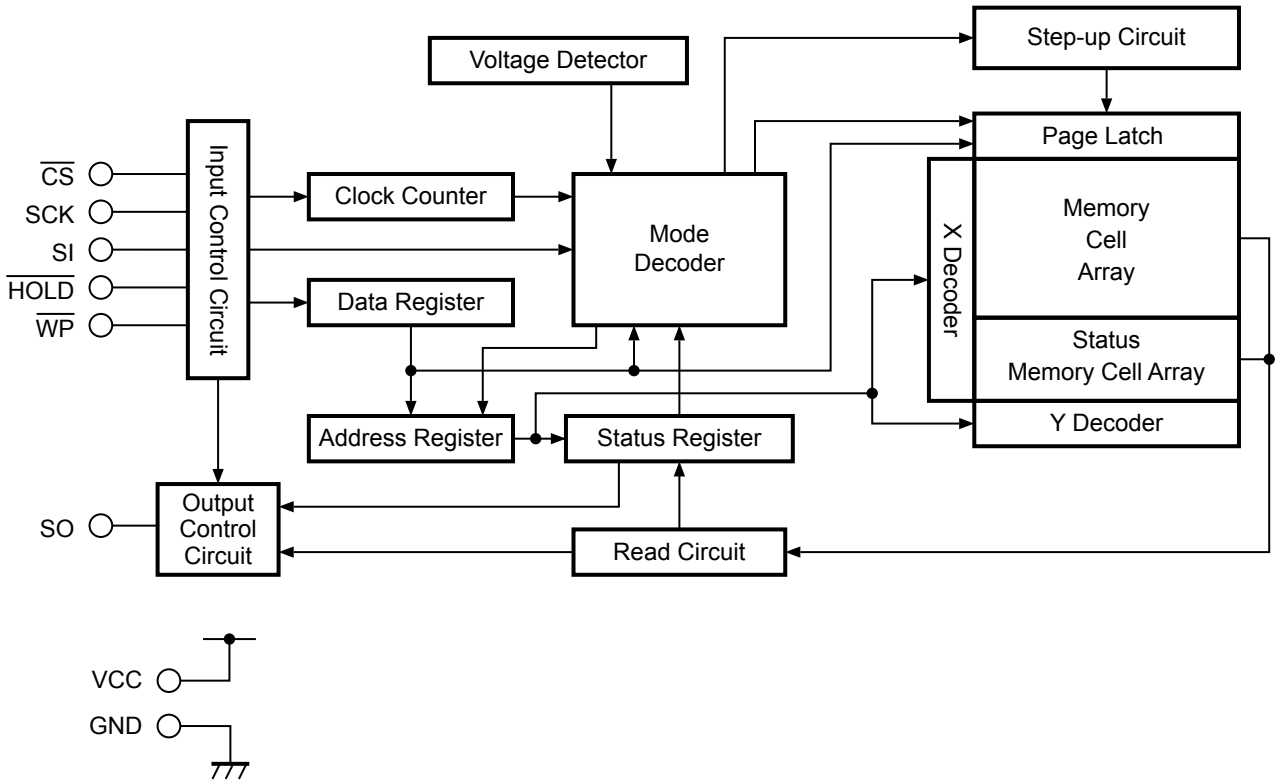 Step-up Circuit
Voltage Detector
Page Latch
Input Control Circuit
CS
SCK
SI
HOLD
WP
Clock Counter
Mode
Decoder
Data Register
X Decoder
Memory
Cell
Array
Status
Memory Cell Array
Address Register
Status Register
Y Decoder
SO
Output
Control
Circuit
Read Circuit
VCC
GND